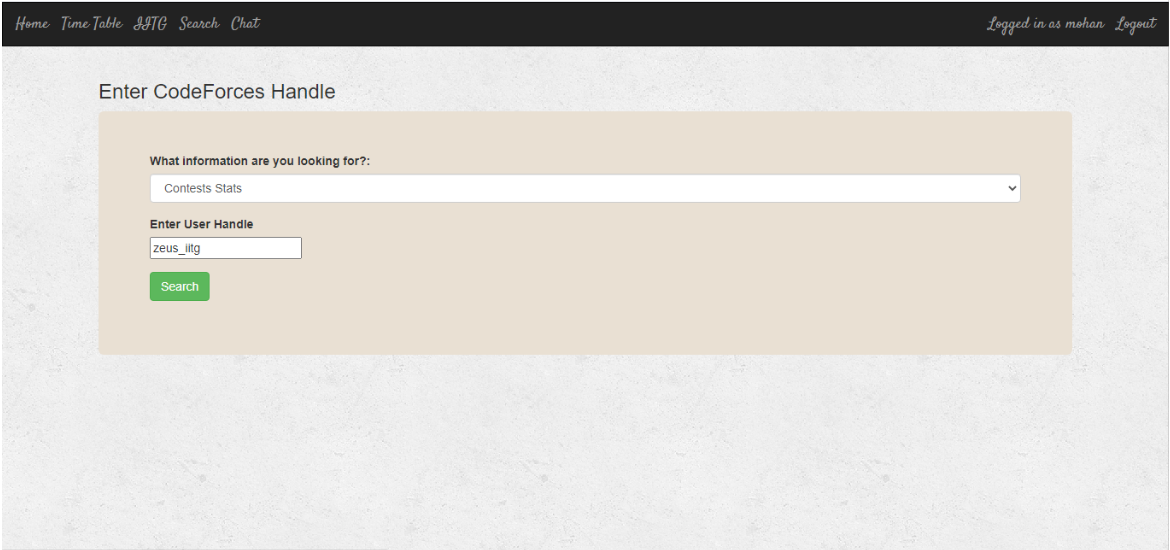 Home Time Table IITG Search Chat Logged in as mohan Logout
Enter CodeForces Handle
What information are you looking for?:
Contests Stats
Enter User Handle
zeus_iitg
Search